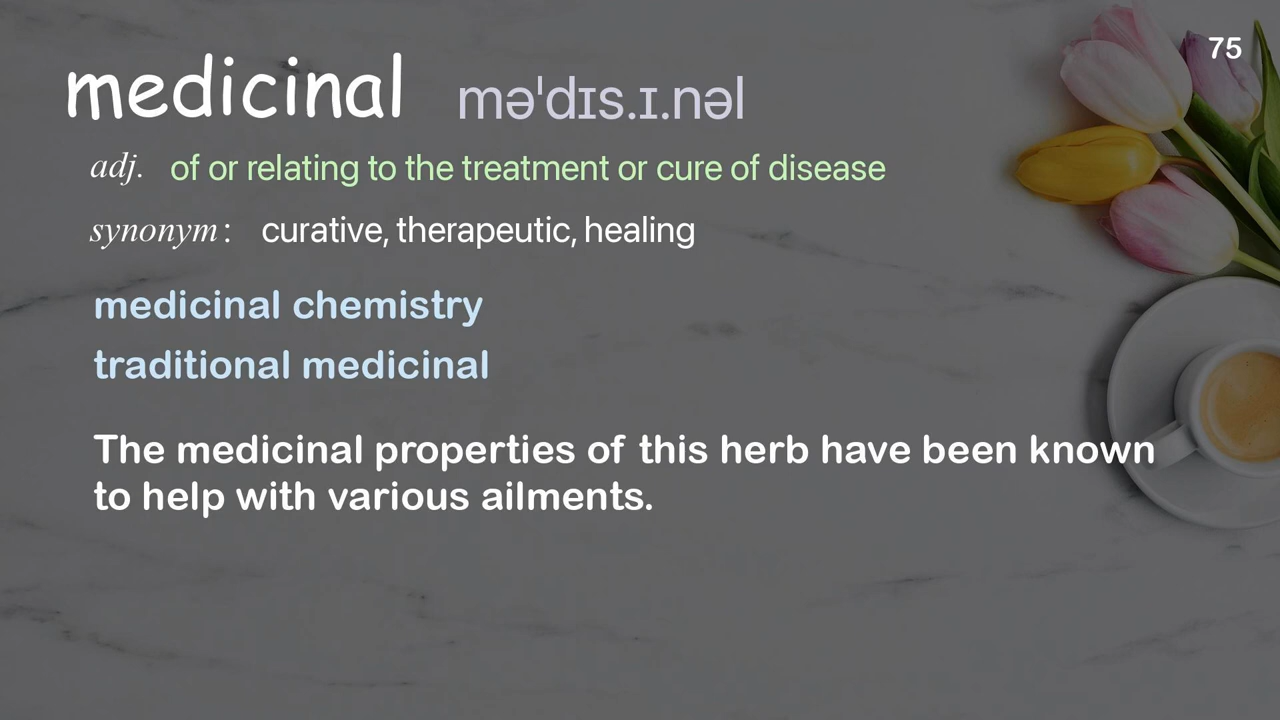 75
medicinal məˈdɪs.ɪ.nəl
adj. of or relating to the treatment or cure of disease
synonym: curative, therapeutic, healing
medicinal chemistry
traditional medicinal
The medicinal properties of this herb have been known
to help with various ailments.